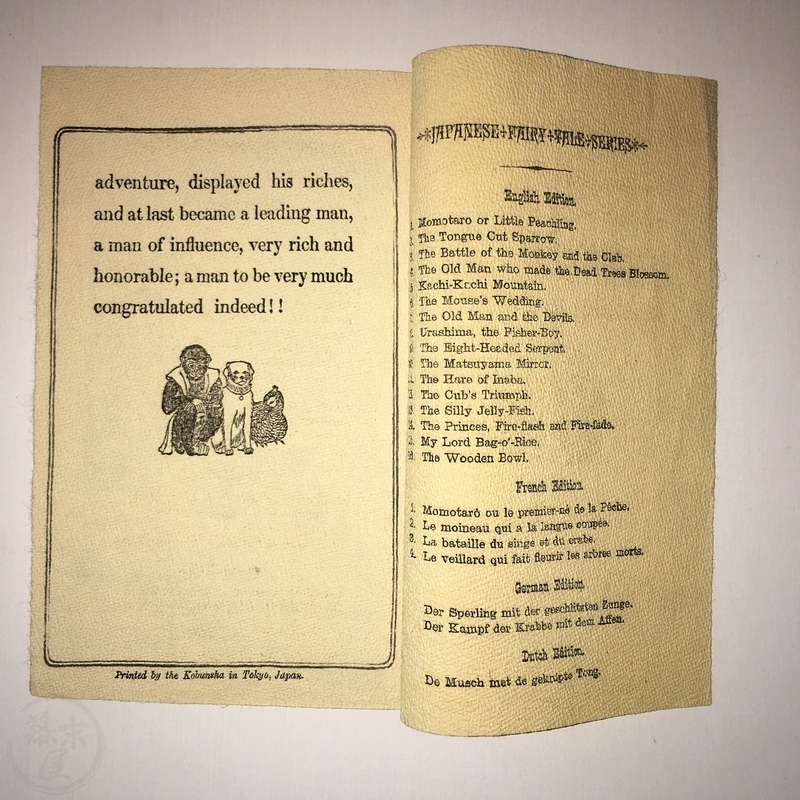 adventure, displayed his riches,
and at last became a leading man,
a man of influence, very rich and
honorable; a man to be very much
congratulated indeed!!
Printed by the Kobunsha in Tokyo, Japan.
JAPANESE FAIRY TALE SERIES
English Edition.
1. Momotaro or Little Peachling.
2. The Tongue Cut Sparrow.
3. The Battle of the Monkey and the Crab.
4. The Old Man who made the Dead Trees Blossom.
5. Kachi-Kachi Mountain.
6. The Mouse's Wedding.
7. The Old Man and the Devils.
8. Urashima, the Fisher-Boy.
9. The Eight-Headed Serpent.
10. The Matsuyama Mirror.
11. The Hare of Inaba.
The Cub's Triumph.
The Silly Jelly-Fish.
The Princes, Fire-flash and Fire-fade.
My Lord Bag-o'-Rice.
The Wooden Bowl.
French Edition.
1. Momotaró ou le premier-né de la Pêche.
2. Le moineau qui a la langue coupée.
3. La bataille du singe et du crabe.
4. Le veillard qui fait fleurir les arbres morts.
German Edition.
Der Sperling mit der geschlitzten Zunge.
Der Kampf der Krabbe mit dem Affen.
Dutch Edition.
De Musch met de geknipte Tong.